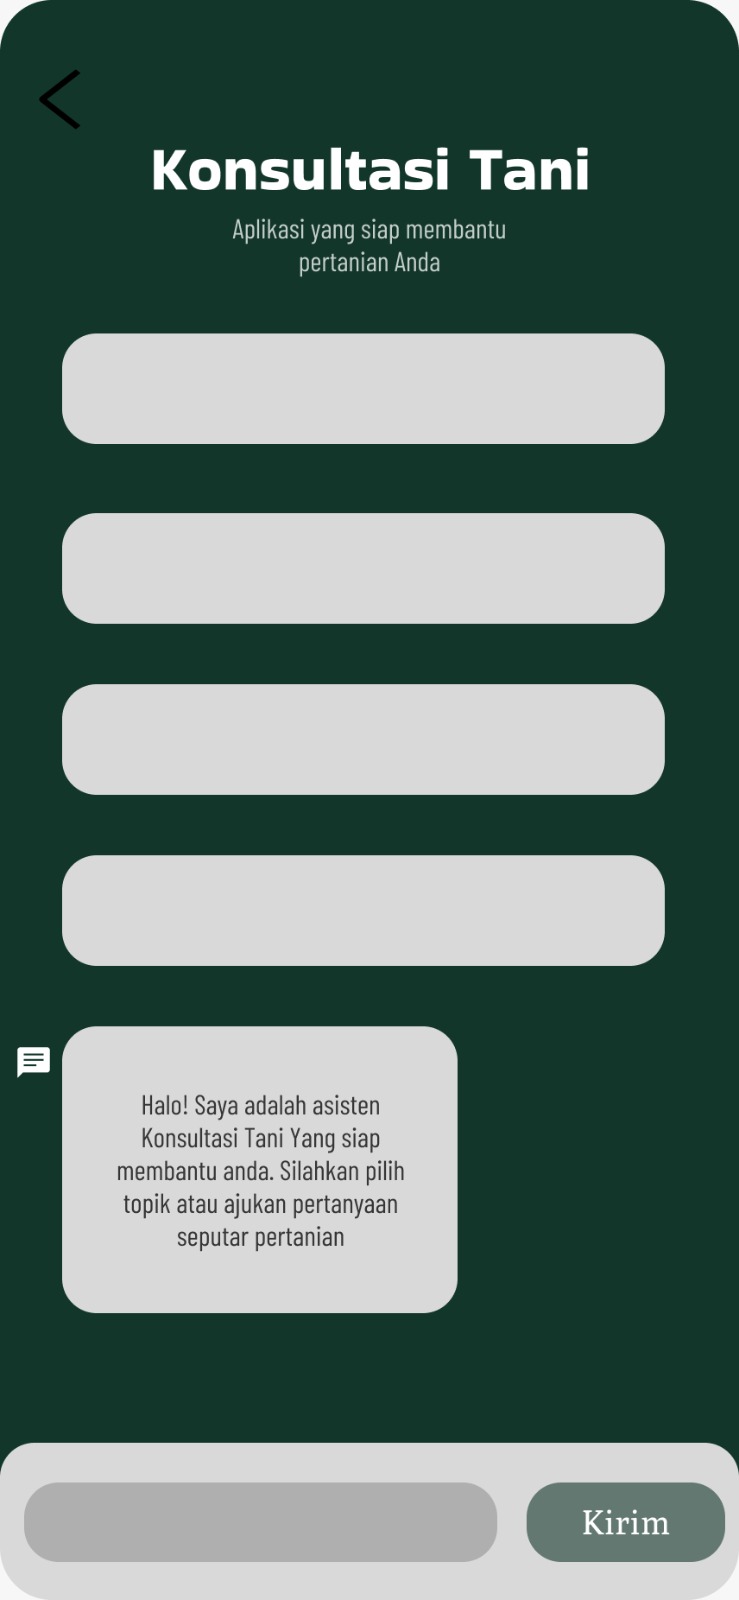 Konsultasi Tani
Aplikasi yang siap membantu
pertanian Anda
Halo! Saya adalah asisten
Konsultasi Tani Yang siap
membantu anda. Silahkan pilih
topik atau ajukan pertanyaan
seputar pertanian
Kirim